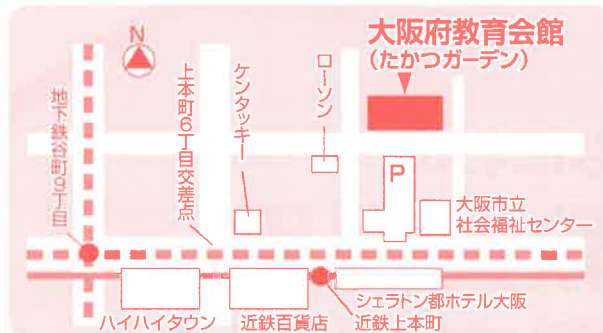 大阪府教育会館
(たかつガーデン)
N
地下鉄谷町9丁目
上本町6丁目交差点
ケンタッキー
ローソン
P
大阪市立
社会福祉センター
ハイハイタウン
近鉄百貨店
シェラトン都ホテル大阪
近鉄上本町